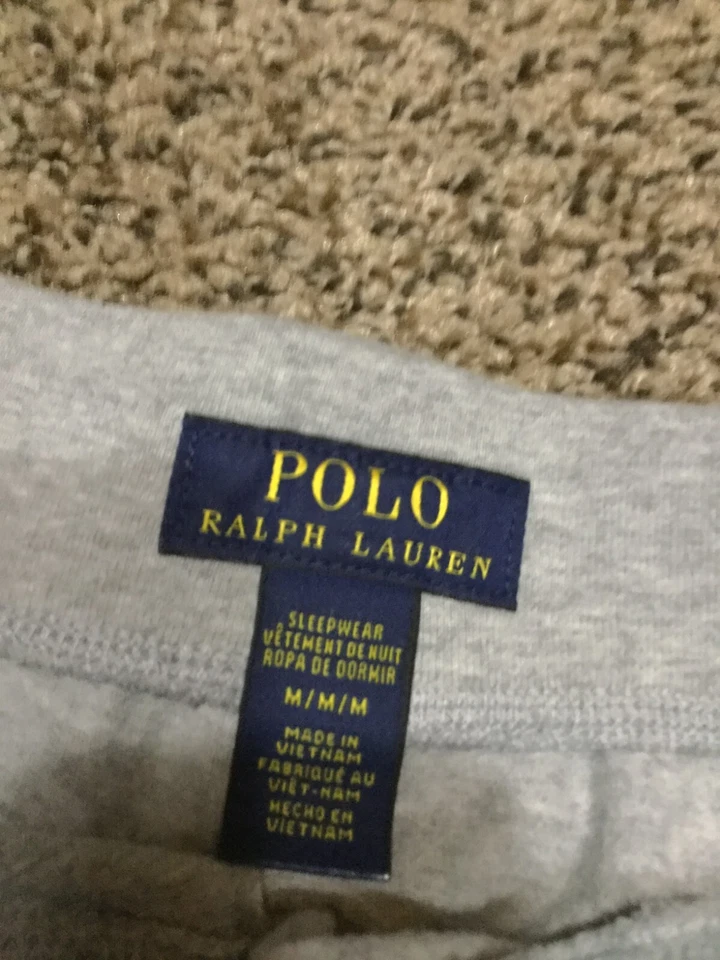 POLO
RALPH LAUREN
SLEEPWEAR
VÊTEMENT DE NUIT
ROPA DE DORMIR
M/M/M
MADE IN
VIETNAM
FABRIQUÉ AU
VIÊT-NAM
HECHO EN
VIETNAM